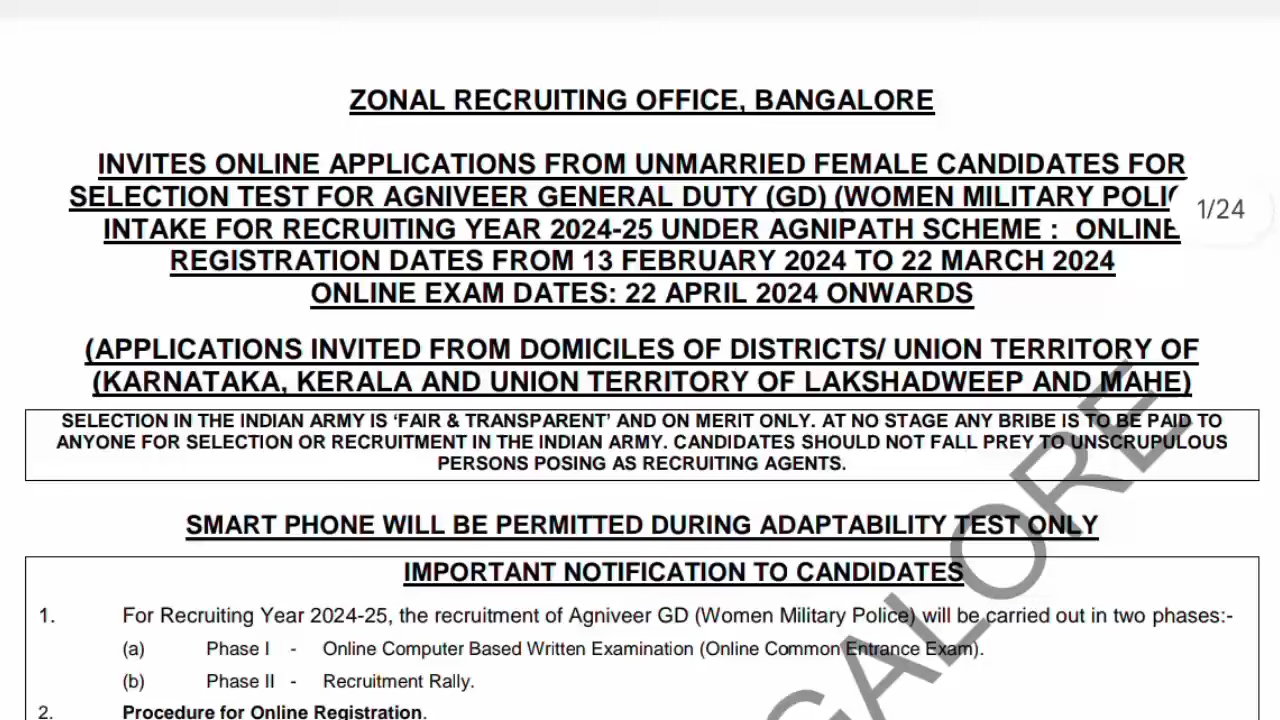 ZONAL RECRUITING OFFICE, BANGALORE
INVITES ONLINE APPLICATIONS FROM UNMARRIED FEMALE CANDIDATES FOR
SELECTION TEST FOR AGNIVEER GENERAL DUTY (GD) (WOMEN MILITARY
1/24
INTAKE FOR RECRUITING YEAR 2024-25 UNDER AGNIPATH SCHEME : ONLINE
REGISTRATION DATES FROM 13 FEBRUARY 2024 TO 22 MARCH 2024
ONLINE EXAM DATES: 22 APRIL 2024 ONWARDS
(APPLICATIONS INVITED FROM DOMICILES OF DISTRICTS/ UNION TERRITORY OF
(KARNATAKA, KERALA AND UNION TERRITORY OF LAKSHADWEEP AND MAHE)
SELECTION IN THE INDIAN ARMY IS ‘FAIR & TRANSPARENT’ AND ON MERIT ONLY. AT NO STAGE ANY BRIBE IS TO BE PAID TO
ANYONE FOR SELECTION OR RECRUITMENT IN THE INDIAN ARMY. CANDIDATES SHOULD NOT FALL PREY TO UNSCRUPULOUS
PERSONS POSING AS RECRUITING AGENTS.
SMART PHONE WILL BE PERMITTED DURING ADAPTABILITY TEST ONLY
IMPORTANT NOTIFICATION TO CANDIDATES
1. For Recruiting Year 2024-25, the recruitment of Agniveer GD (Women Military Police) will be carried out in two phases:-
(a) Phase I - Online Computer Based Written Examination (Online Common Entrance Exam).
(b) Phase II - Recruitment Rally.
2. Procedure for Online Registration.
GALORE